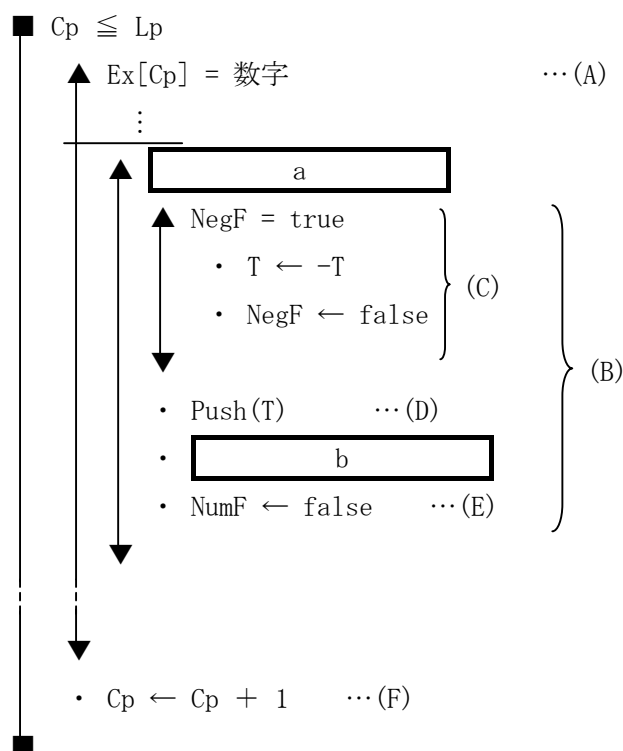 ■ Cp ≦ Lp
▲ Ex[Cp] = 数字 …(A)
⋮
a
NegF = true
・ T ← -T
・ NegF ← false
(C)
(B)
・ Push(T) …(D)
・ b
・ NumF ← false …(E)
・ Cp ← Cp + 1 …(F)